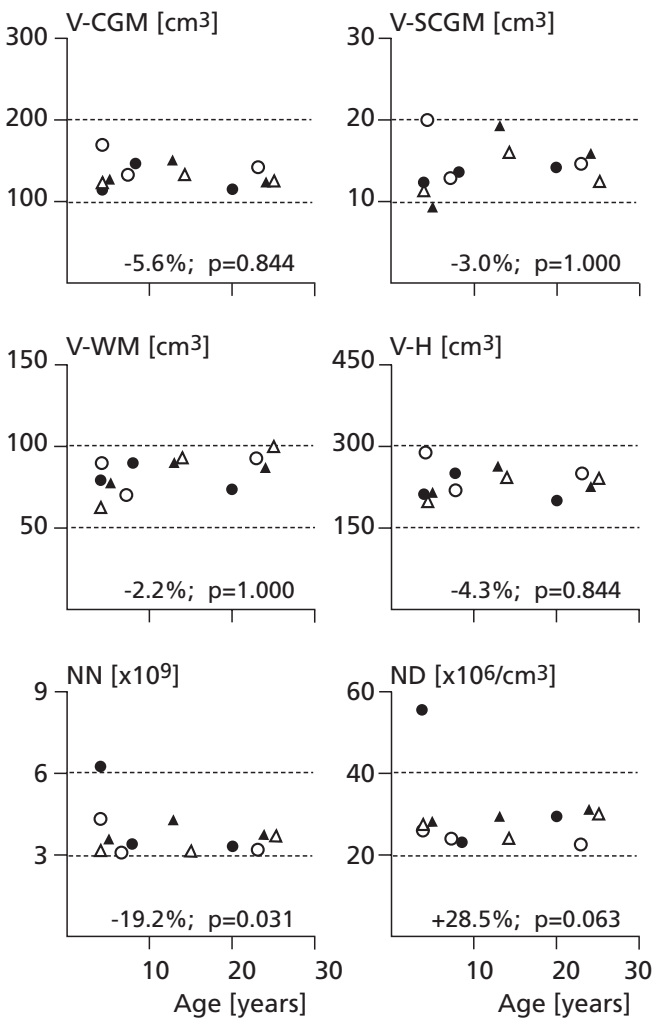 V-CGM [cm³]
300
200
100
-5.6%; p=0.844
V-SCGM [cm³]
30
20
10
-3.0%; p=1.000
V-WM [cm³]
150
100
50
-2.2%; p=1.000
V-H [cm³]
450
300
150
-4.3%; p=0.844
NN [x10⁹]
9
6
3
-19.2%; p=0.031
10 20 30
Age [years]
ND [x10⁶/cm³]
60
40
20
+28.5%; p=0.063
10 20 30
Age [years]